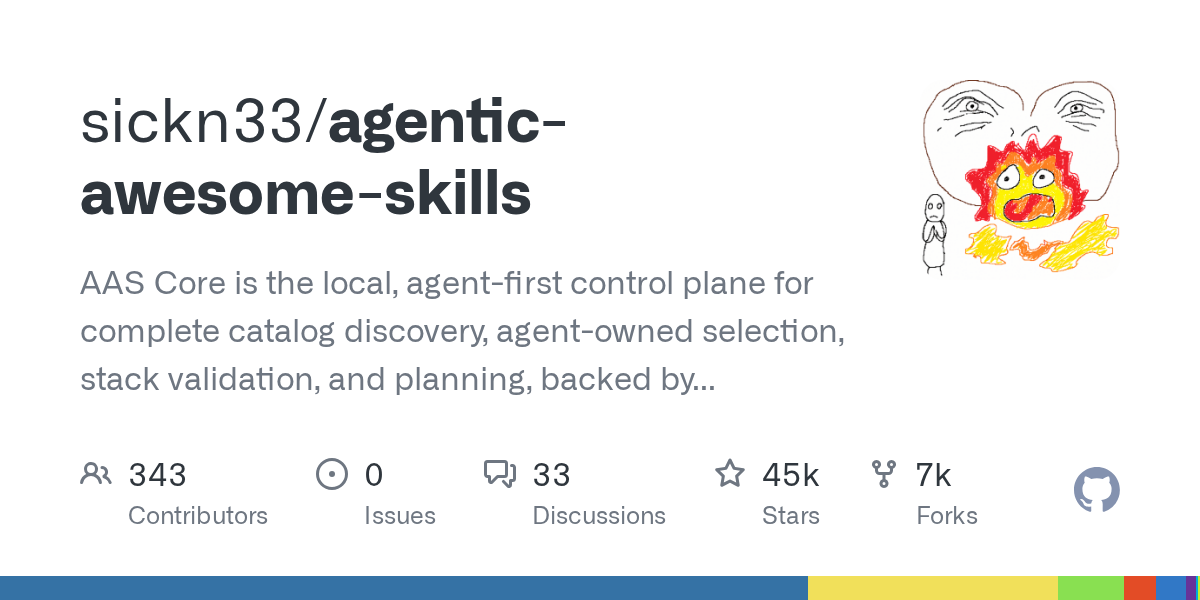 sickn33/agentic-
awesome-skills
AAS Core is the local, agent-first control plane for
complete catalog discovery, agent-owned selection,
stack validation, and planning, backed by...
343 0 33 45k 7k
Contributors Issues Discussions Stars Forks